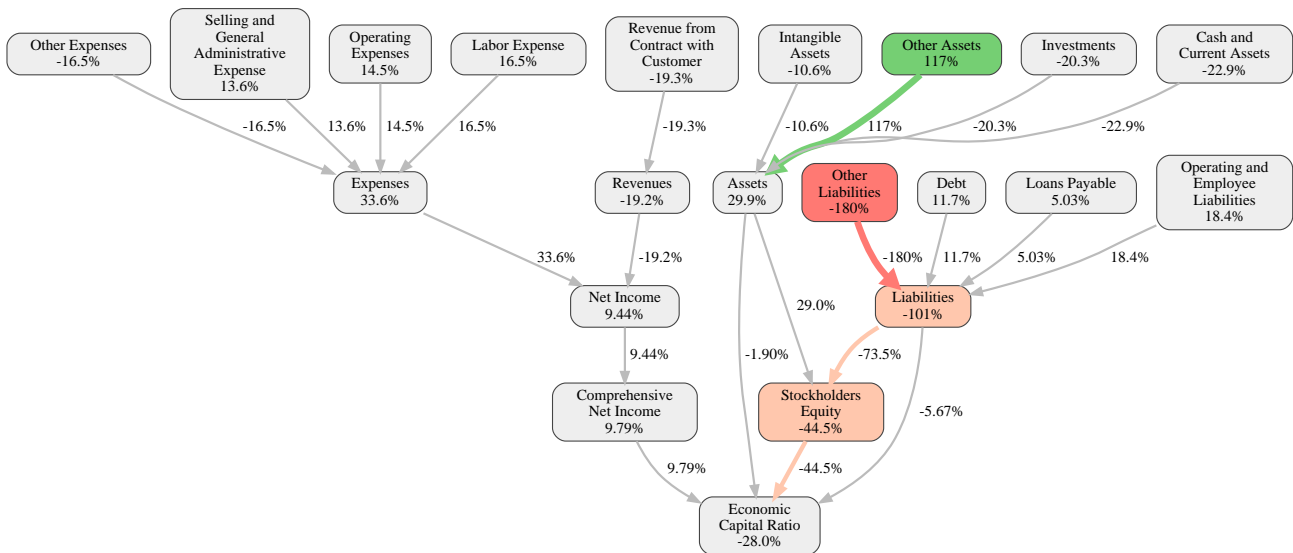 Other Expenses
-16.5%
Selling and
General
Administrative
Expense
13.6%
Operating
Expenses
14.5%
Labor Expense
16.5%
Revenue from
Contract with
Customer
-19.3%
Intangible
Assets
-10.6%
Other Assets
117%
Investments
-20.3%
Cash and
Current Assets
-22.9%
-16.5%
13.6%
14.5%
16.5%
-19.3%
-10.6%
117%
-20.3%
-22.9%
Expenses
33.6%
Revenues
-19.2%
Assets
29.9%
Other
Liabilities
-180%
Debt
11.7%
Loans Payable
5.03%
Operating and
Employee
Liabilities
18.4%
33.6%
-19.2%
-180%
11.7%
5.03%
18.4%
Net Income
9.44%
29.0%
Liabilities
-101%
9.44%
-1.90%
-73.5%
-5.67%
Comprehensive
Net Income
9.79%
Stockholders
Equity
-44.5%
9.79%
-44.5%
Economic
Capital Ratio
-28.0%